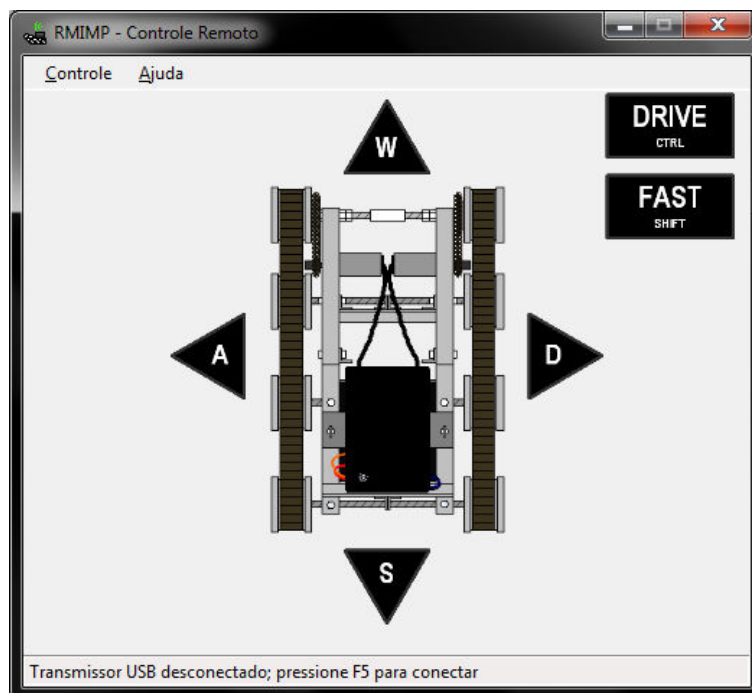 RMIMP - Controle Remoto
Controle Ajuda
W
DRIVE
CTRL
FAST
SHIFT
A
D
S
Transmissor USB desconectado; pressione F5 para conectar